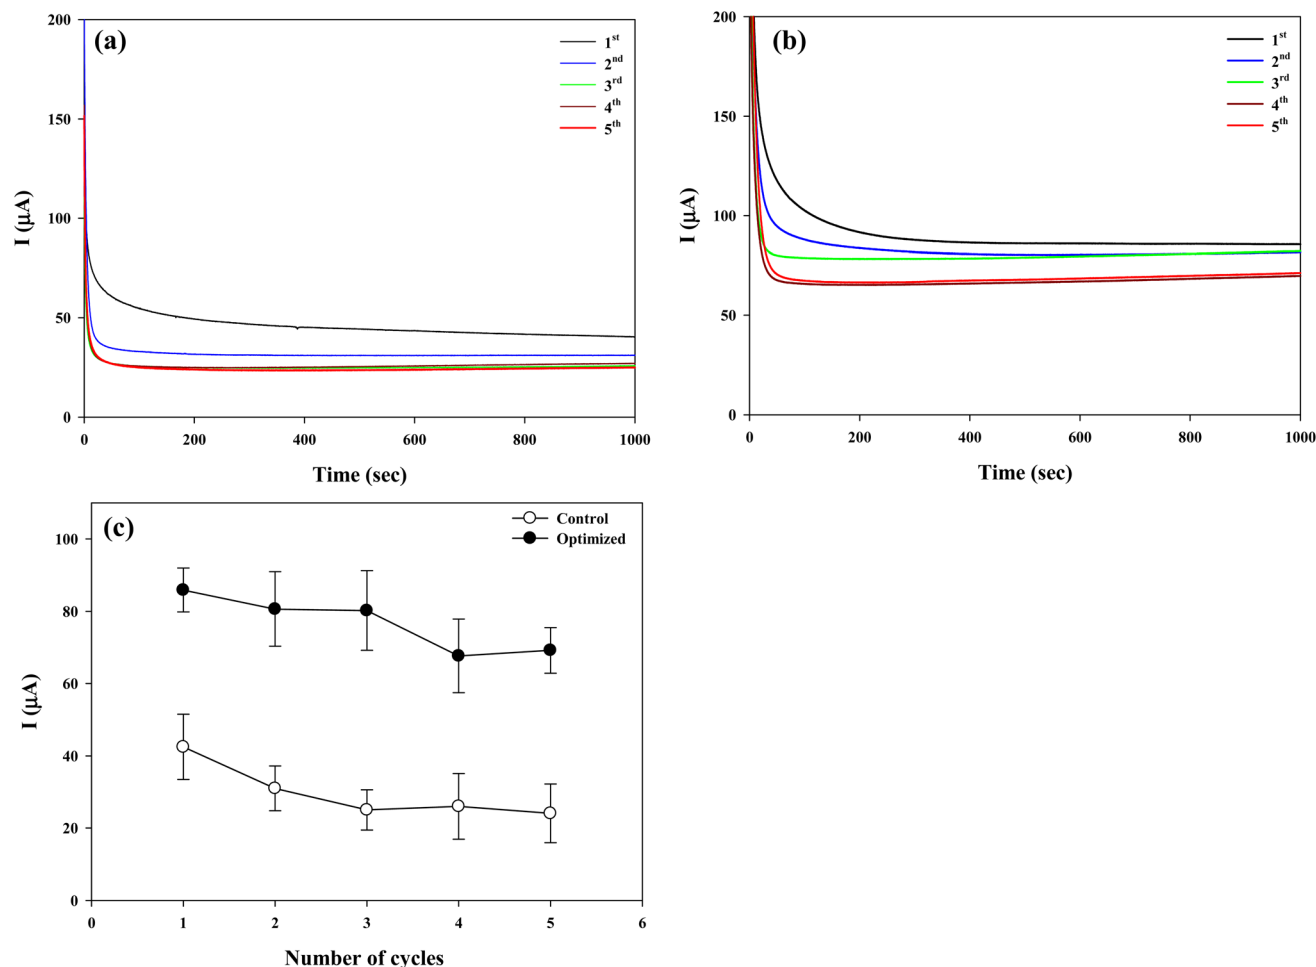 (a)
1st
2nd
3rd
4th
5th
200
150
100
50
0
I (μA)
0 200 400 600 800 1000
Time (sec)
(b)
1st
2nd
3rd
4th
5th
200
150
100
50
0
I (μA)
0 200 400 600 800 1000
Time (sec)
(c)
Control
Optimized
100
80
60
40
20
0
I (μA)
0 1 2 3 4 5 6
Number of cycles